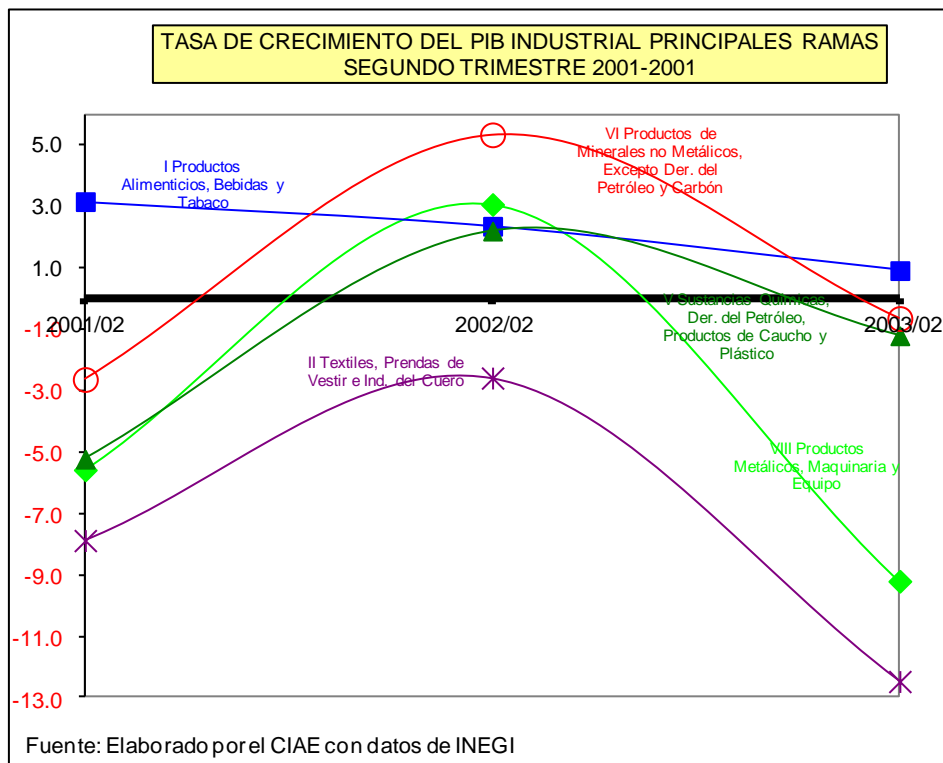 TASA DE CRECIMIENTO DEL PIB INDUSTRIAL PRINCIPALES RAMAS
SEGUNDO TRIMESTRE 2001-2001
5.0
3.0
1.0
-1.0
-3.0
-5.0
-7.0
-9.0
-11.0
-13.0
I Productos
Alimenticios, Bebidas y
Tabaco
VI Productos de
Minerales no Metálicos,
Excepto Der. del
Petróleo y Carbón
V Sustancias Químicas,
Der. del Petróleo,
Productos de Caucho y
Plástico
II Textiles, Prendas de
Vestir e Ind. del Cuero
VIII Productos
Metálicos, Maquinaria y
Equipo
2001/02
2002/02
2003/02
Fuente: Elaborado por el CIAE con datos de INEGI